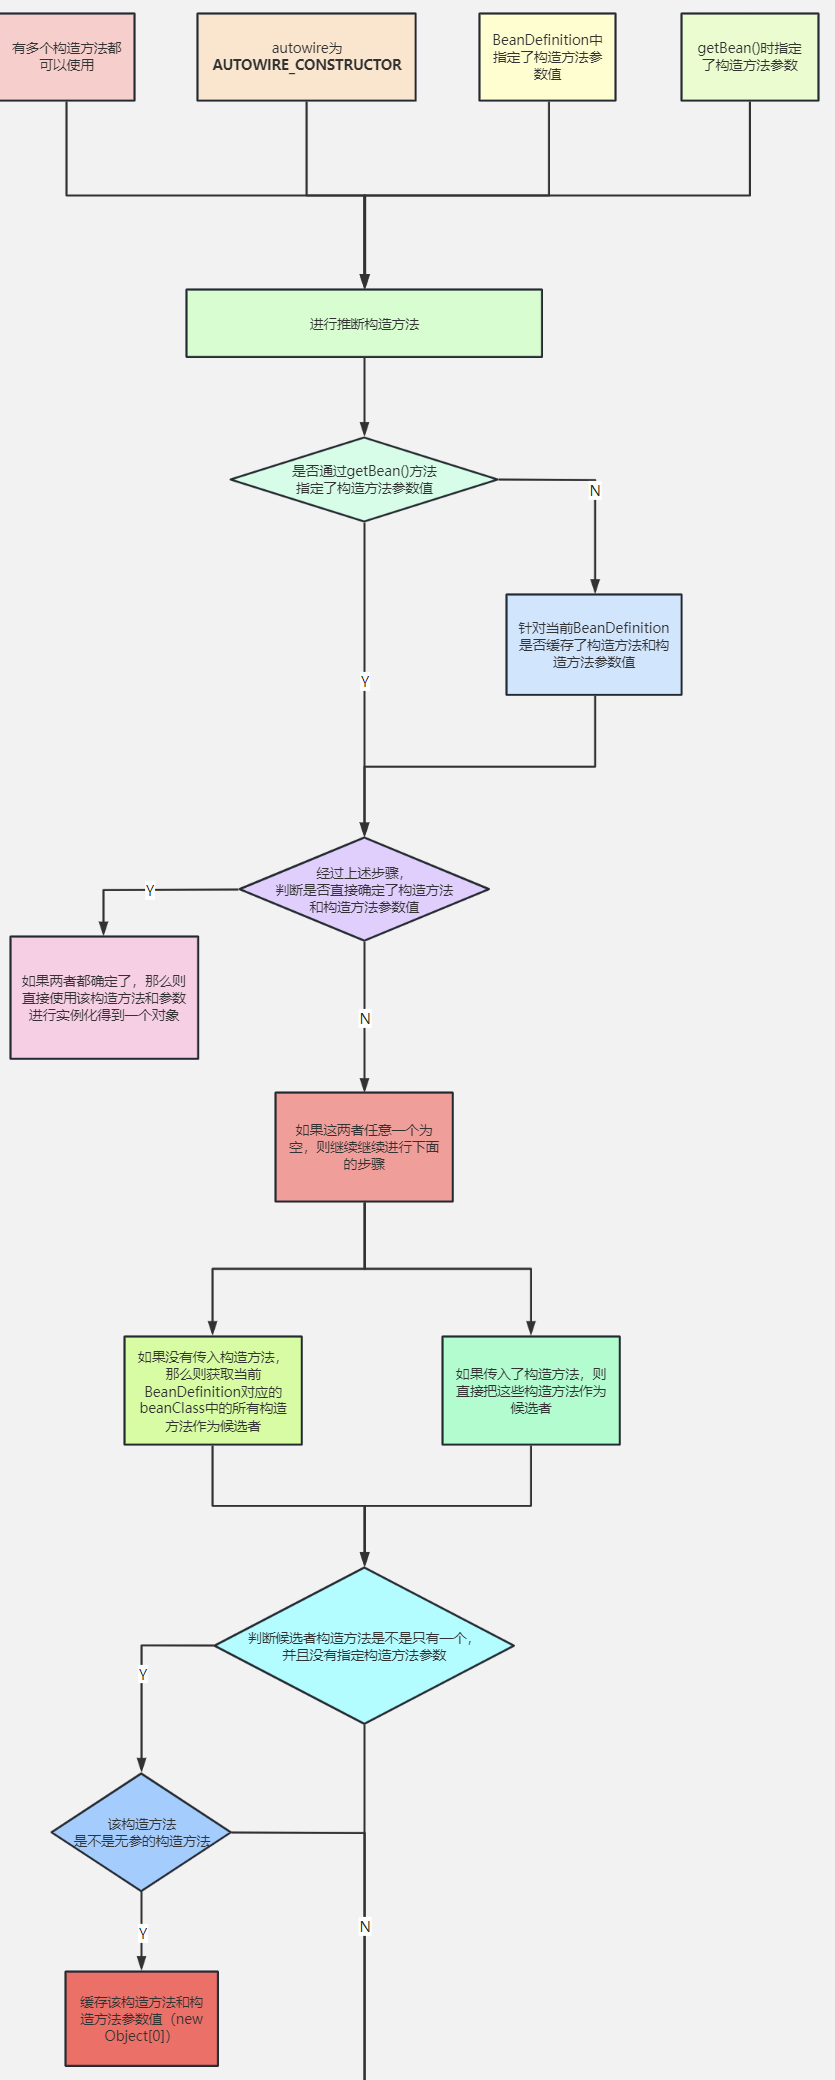 有多个构造方法都
可以使用
autowire为
AUTOWIRE_CONSTRUCTOR
BeanDefinition中
指定了构造方法参
数值
getBean()时指定
了构造方法参数
进行推断构造方法
是否通过getBean()方法
指定了构造方法参数值
N
针对当前BeanDefinition
是否缓存了构造方法和构
造方法参数值
Y
经过上述步骤，
判断是否直接确定了构造方法
和构造方法参数值
Y
如果两者都确定了，那么则
直接使用该构造方法和参数
进行实例化得到一个对象
N
如果这两者任意一个为
空，则继续继续进行下面
的步骤
如果没有传入构造方法，
那么则获取当前
BeanDefinition对应的
beanClass中的所有构造
方法作为候选者
如果传入了构造方法，则
直接把这些构造方法作为
候选者
判断候选者构造方法是不是只有一个，
并且没有指定构造方法参数
Y
该构造方法
是不是无参的构造方法
N
Y
缓存该构造方法和构
造方法参数值（new
Object[0]）